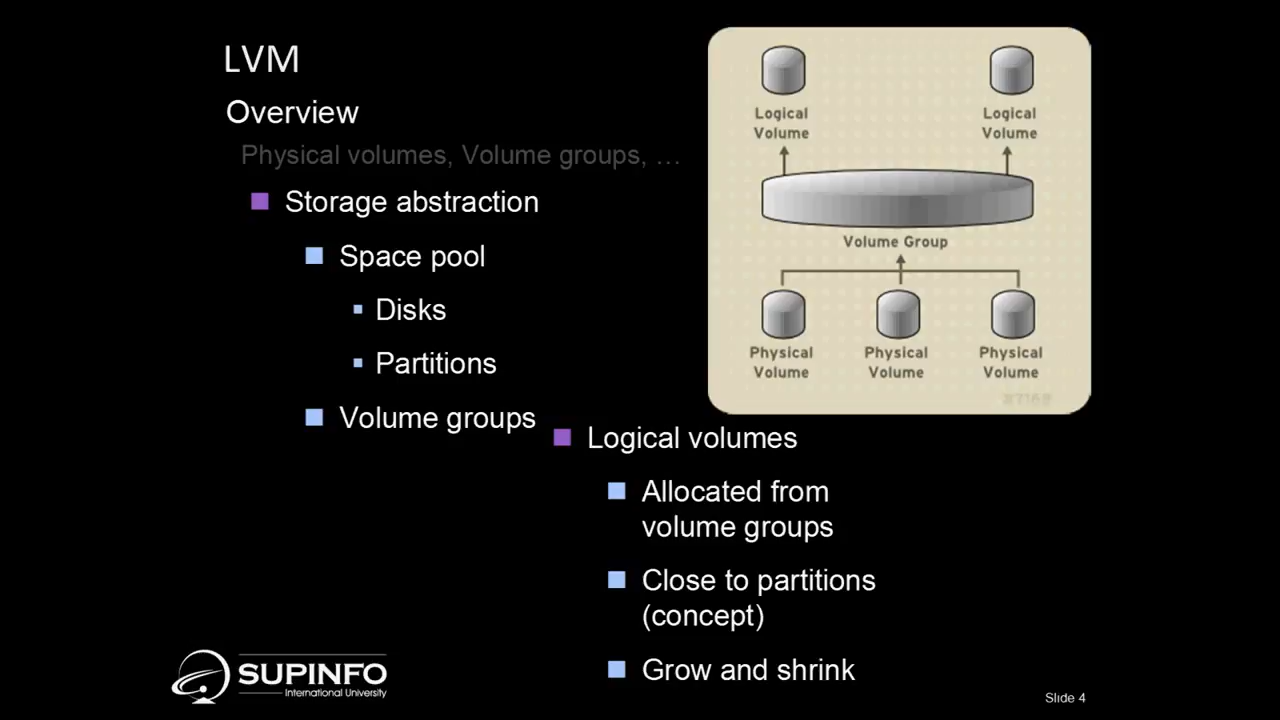 LVM
Overview
Physical volumes, Volume groups, …
Storage abstraction
Space pool
Disks
Partitions
Volume groups
Logical
Volume
Logical
Volume
Volume Group
Physical
Volume
Physical
Volume
Physical
Volume
Logical volumes
Allocated from
volume groups
Close to partitions
(concept)
Grow and shrink
SUPINFO
International University
Slide 4